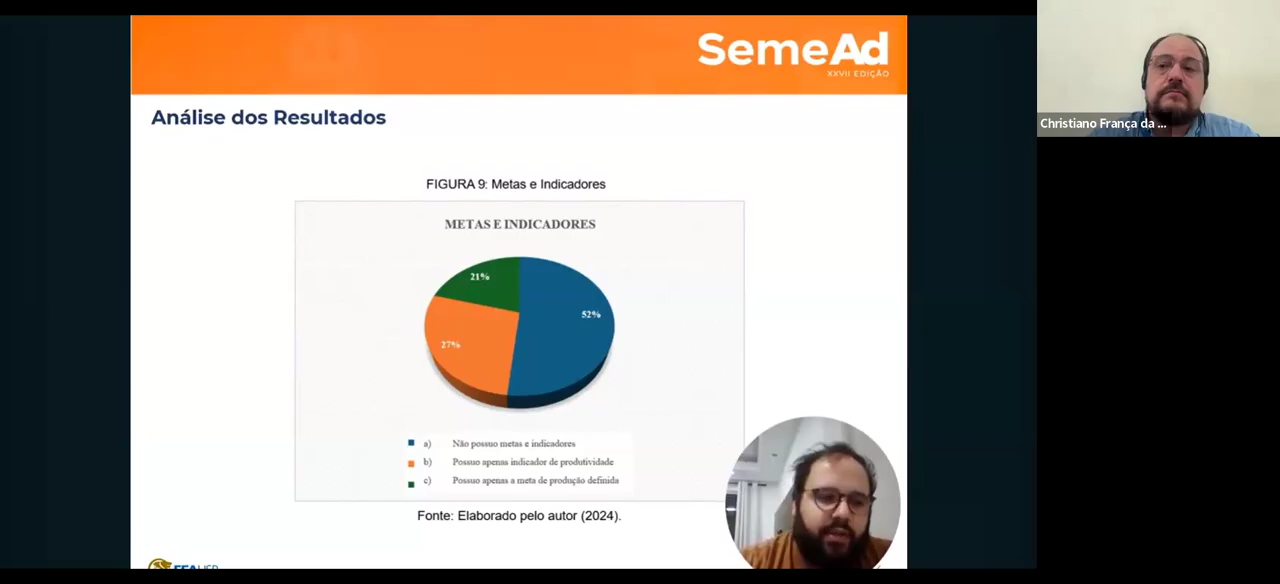 SemeAd
XXVII EDIÇÃO
Christiano França da ...
Análise dos Resultados
FIGURA 9: Metas e Indicadores
METAS E INDICADORES
21%
52%
27%
a) Não possuo metas e indicadores
b) Possuo apenas indicador de produtividade
c) Possuo apenas a meta de produção definida
Fonte: Elaborado pelo autor (2024).